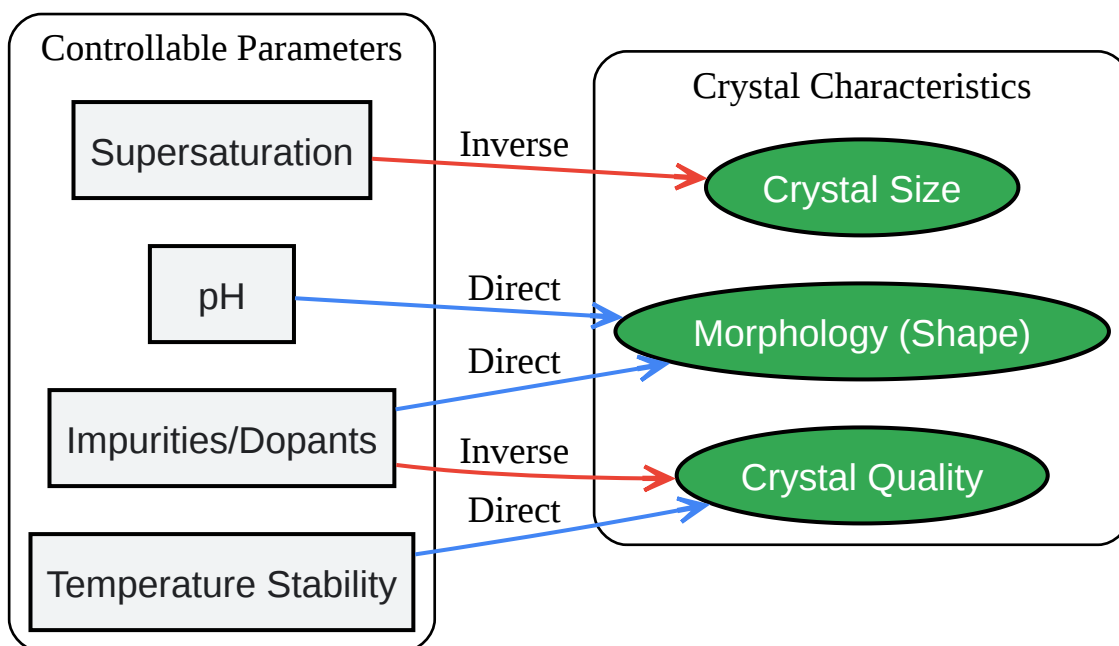 Controllable Parameters
Supersaturation
pH
Impurities/Dopants
Temperature Stability
Inverse
Direct
Direct
Inverse
Direct
Crystal Characteristics
Crystal Size
Morphology (Shape)
Crystal Quality